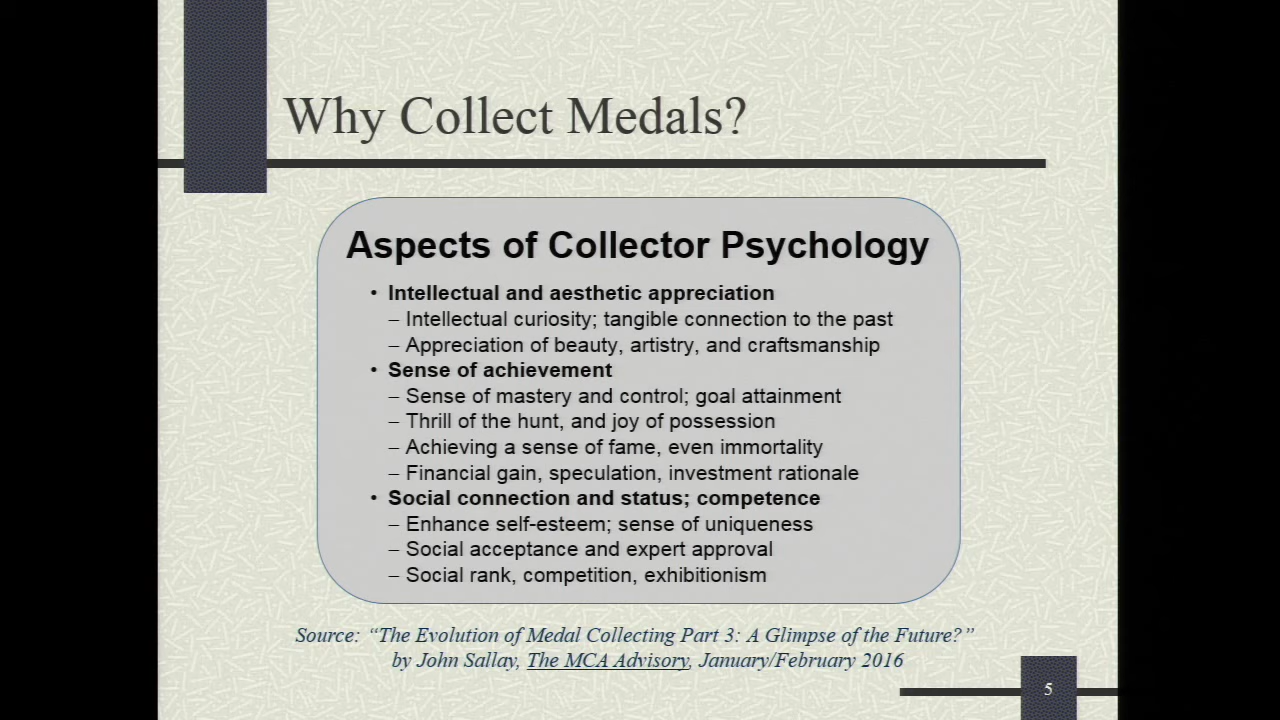 Why Collect Medals?
Aspects of Collector Psychology
• Intellectual and aesthetic appreciation
– Intellectual curiosity; tangible connection to the past
– Appreciation of beauty, artistry, and craftsmanship
• Sense of achievement
– Sense of mastery and control; goal attainment
– Thrill of the hunt, and joy of possession
– Achieving a sense of fame, even immortality
– Financial gain, speculation, investment rationale
• Social connection and status; competence
– Enhance self-esteem; sense of uniqueness
– Social acceptance and expert approval
– Social rank, competition, exhibitionism
Source: “The Evolution of Medal Collecting Part 3: A Glimpse of the Future?”
by John Sallay, The MCA Advisory, January/February 2016
5